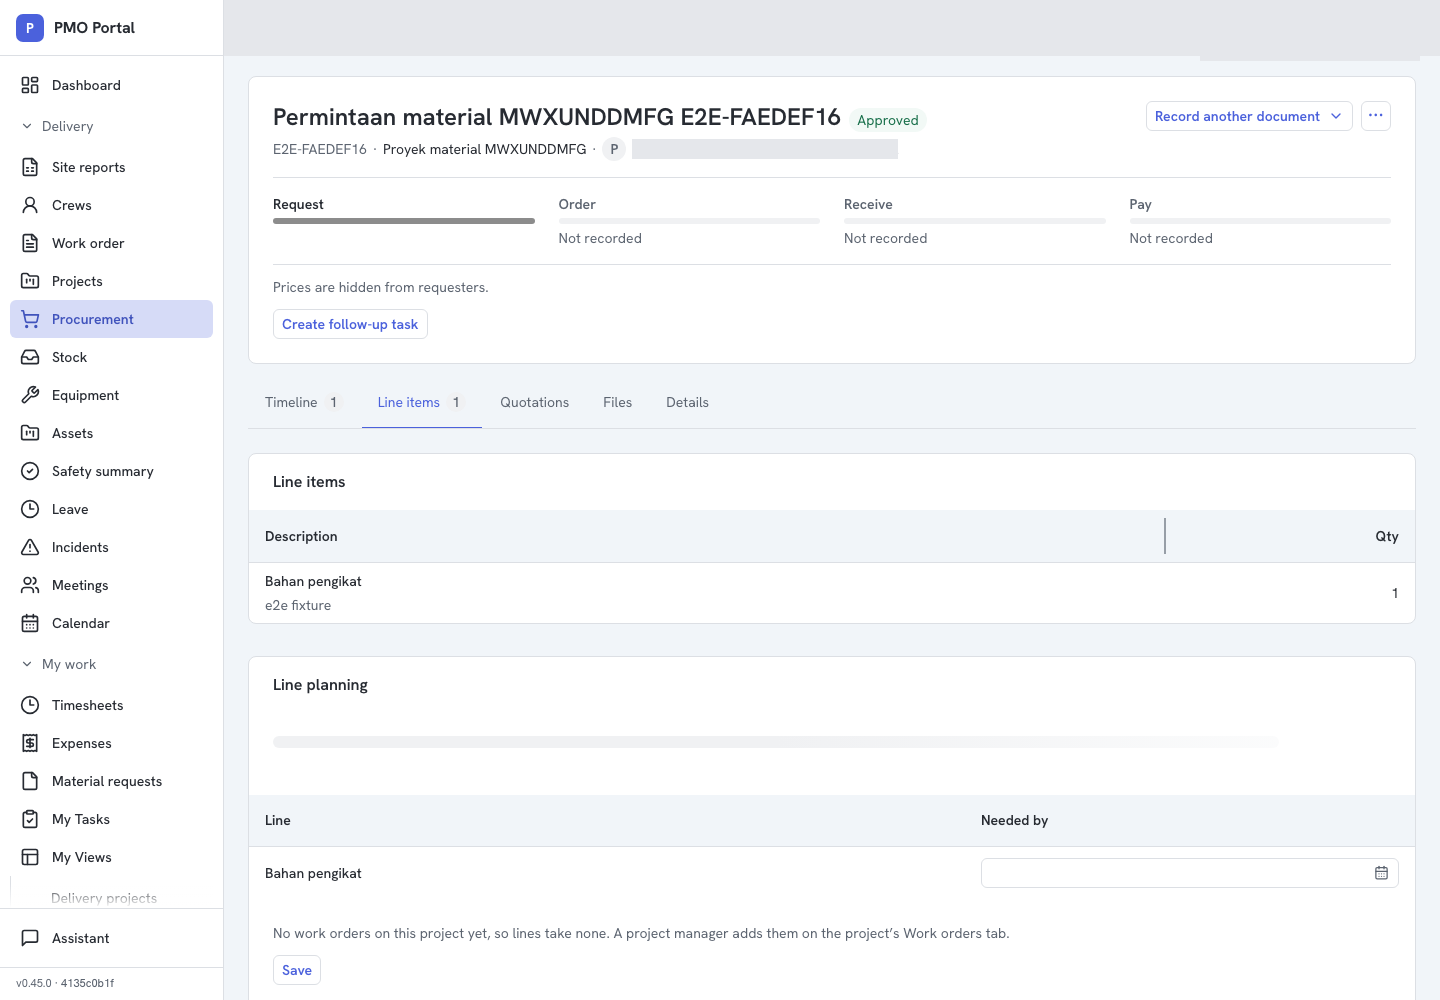 P PMO Portal
Dashboard
Delivery
Site reports
Crews
Work order
Projects
Procurement
Stock
Equipment
Assets
Safety summary
Leave
Incidents
Meetings
Calendar
My work
Timesheets
Expenses
Material requests
My Tasks
My Views
Delivery projects
Assistant
v0.45.0 · 4135c0b1f
Permintaan material MWXUNDDMFG E2E-FAEDEF16 Approved
Record another document
E2E-FAEDEF16 · Proyek material MWXUNDDMFG · P
Request Order Receive Pay
Not recorded Not recorded Not recorded
Prices are hidden from requesters.
Create follow-up task
Timeline 1 Line items 1 Quotations Files Details
Line items
Description Qty
Bahan pengikat
e2e fixture
1
Line planning
Line Needed by
Bahan pengikat
No work orders on this project yet, so lines take none. A project manager adds them on the project’s Work orders tab.
Save